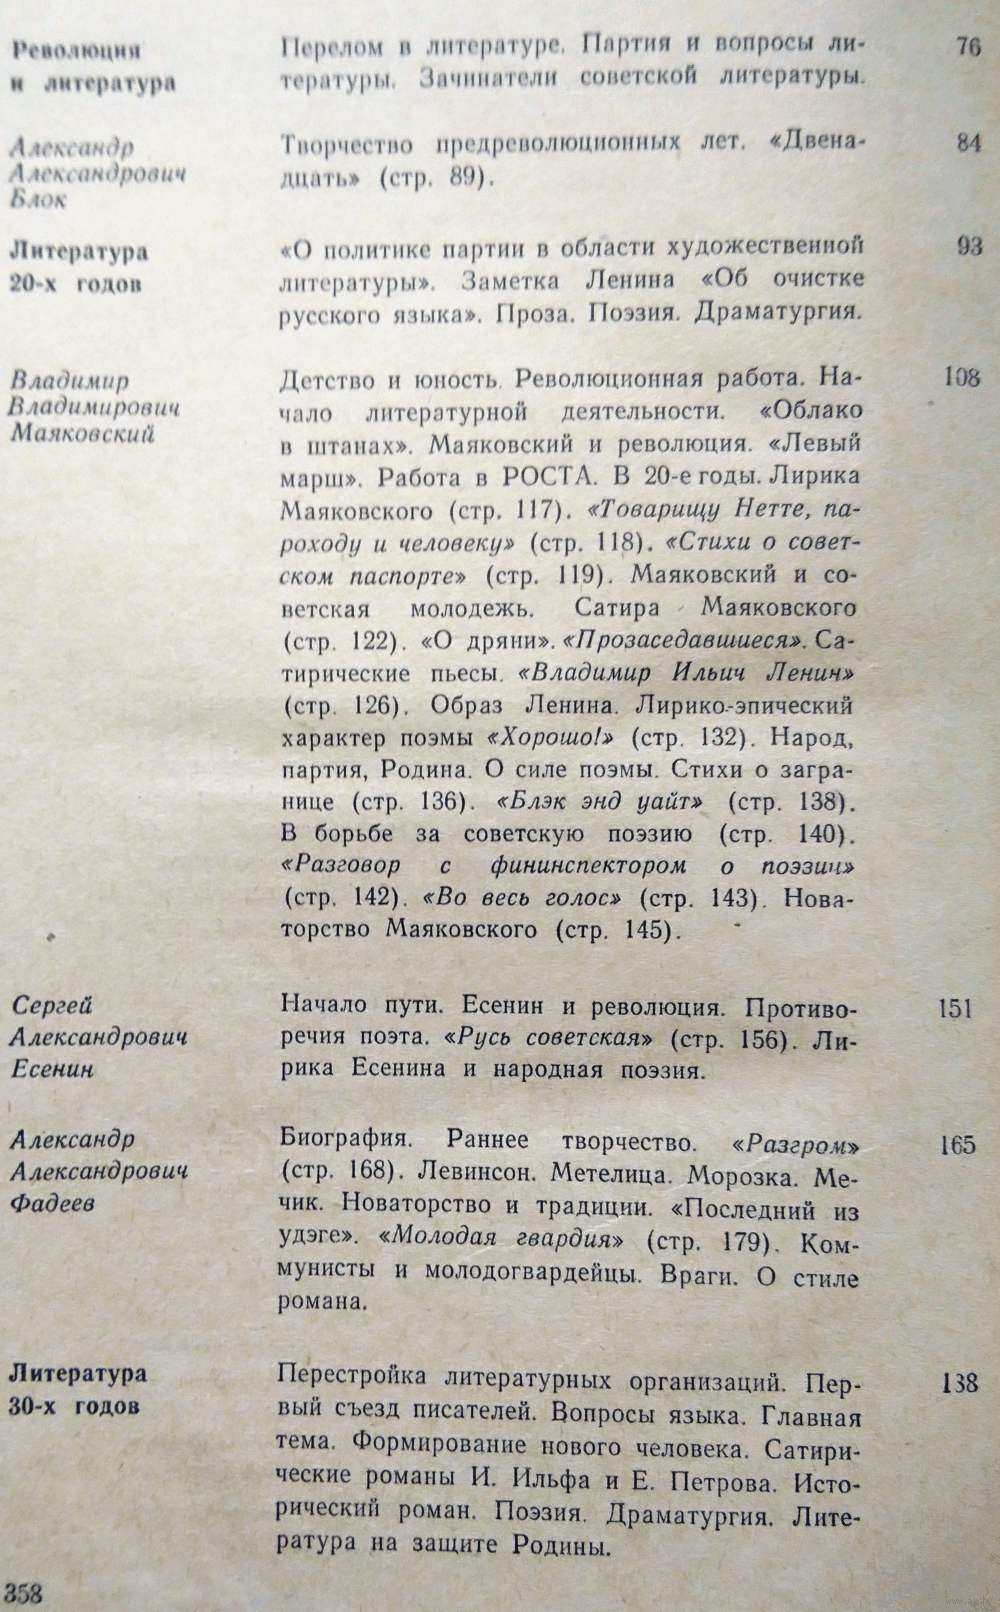 Революция
и литература
Перелом в литературе. Партия и вопросы ли- 76
тературы. Зачинатели советской литературы.
Александр
Александрович
Блок
Творчество предреволюционных лет. «Двена- 84
дцать» (стр. 89).
Литература
20-х годов
«О политике партии в области художественной 93
литературы». Заметка Ленина «Об очистке
русского языка». Проза. Поэзия. Драматургия.
Владимир
Владимирович
Маяковский
Детство и юность. Революционная работа. На- 108
чало литературной деятельности. «Облако
в штанах». Маяковский и революция. «Левый
марш». Работа в РОСТА. В 20-е годы. Лирика
Маяковского (стр. 117). «Товарищу Нетте, па-
роходу и человеку» (стр. 118). «Стихи о совет-
ском паспорте» (стр. 119). Маяковский и со-
ветская молодежь. Сатира Маяковского
(стр. 122). «О дряни». «Прозаседавшиеся». Са-
тирические пьесы. «Владимир Ильич Ленин»
(стр. 126). Образ Ленина. Лирико-эпический
характер поэмы «Хорошо!» (стр. 132). Народ,
партия, Родина. О силе поэмы. Стихи о загра-
нице (стр. 136). «Блэк энд уайт» (стр. 138).
В борьбе за советскую поэзию (стр. 140).
«Разговор с фининспектором о поэзии»
(стр. 142). «Во весь голос» (стр. 143). Нова-
торство Маяковского (стр. 145).
Сергей
Александрович
Есенин
Начало пути. Есенин и революция. Противо- 151
речия поэта. «Русь советская» (стр. 156). Ли-
рика Есенина и народная поэзия.
Александр
Александрович
Фадеев
Биография. Раннее творчество. «Разгром» 165
(стр. 168). Левинсон. Метелица. Морозка. Ме-
чик. Новаторство и традиции. «Последний из
удэге». «Молодая гвардия» (стр. 179). Ком-
мунисты и молодогвардейцы. Враги. О стиле
романа.
Литература
30-х годов
Перестройка литературных организаций. Пер- 138
вый съезд писателей. Вопросы языка. Главная
тема. Формирование нового человека. Сатири-
ческие романы И. Ильфа и Е. Петрова. Исто-
рический роман. Поэзия. Драматургия. Лите-
ратура на защите Родины.
358